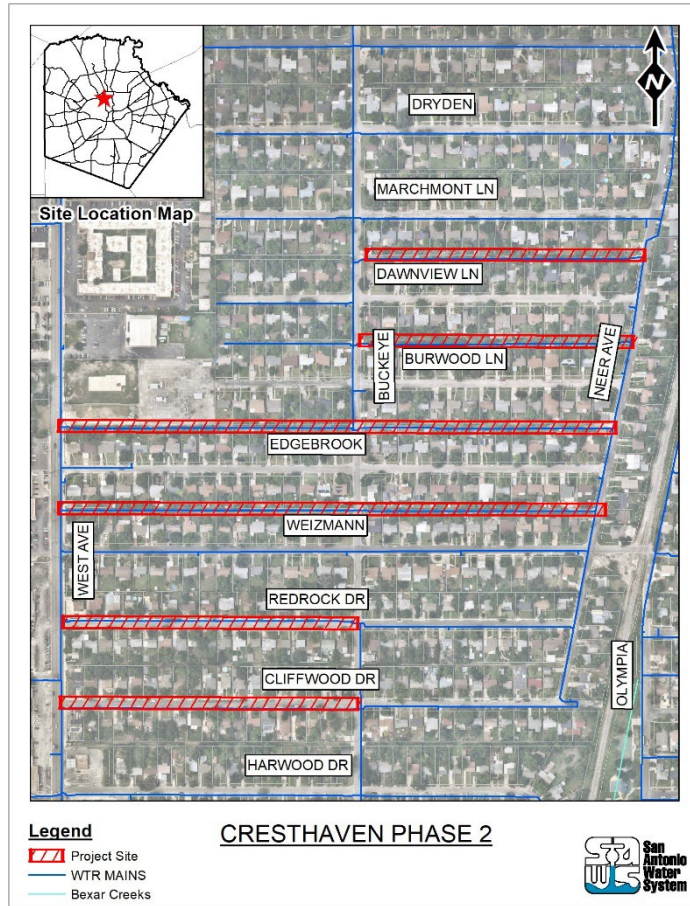 N
Site Location Map
DRYDEN
MARCHMONT LN
DAWNVIEW LN
BUCKEYE
BURWOOD LN
NEER AVE
EDGEBROOK
WEIZMANN
WEST AVE
REDROCK DR
CLIFFWOOD DR
OLYMPIA
HARWOOD DR
Legend
Project Site
WTR MAINS
Bexar Creeks
CRESTHAVEN PHASE 2
SAWS
San
Antonio
Water
System